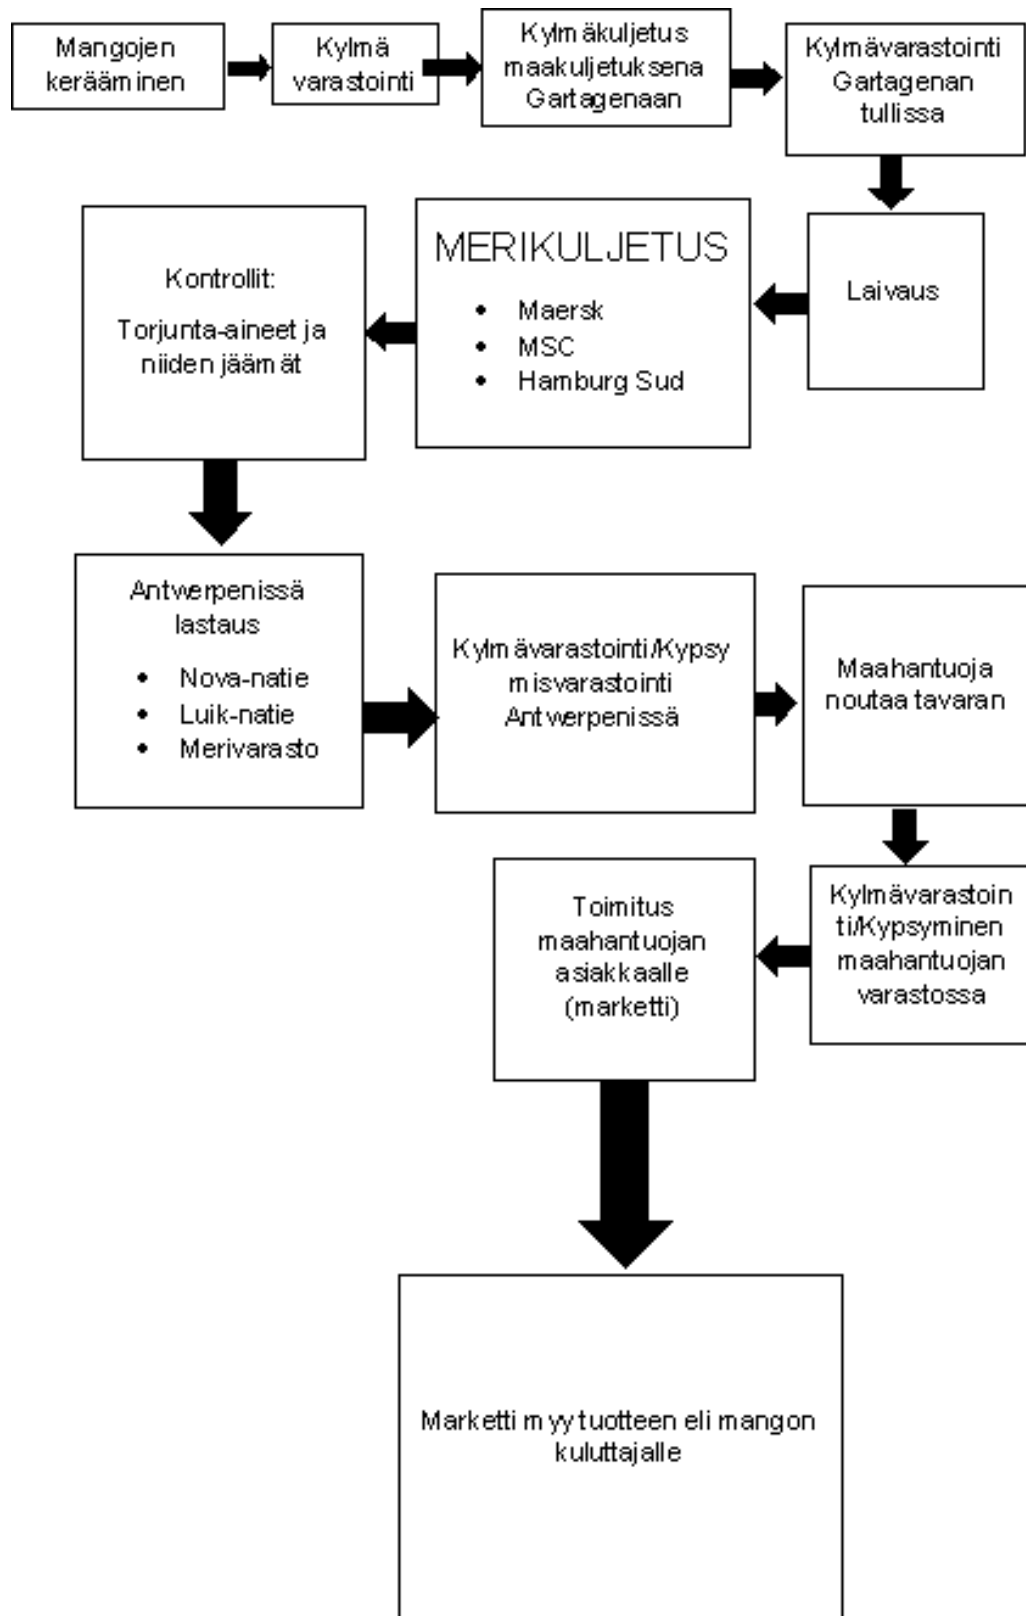 Mangojen
kerääminen
Kylmä
varastointi
Kylmäkuljetus
maakuljetuksena
Gartagenaan
Kylmävarastointi
Gartagenan
tullissa
Laivaus
MERIKULJETUS
• Maersk
• MSC
• Hamburg Sud
Kontrollit:
Torjunta-aineet ja
niiden jäämät
Antwerpenissä
lastaus
• Nova-natie
• Luik-natie
• Merivarasto
Kylmävarastointi/Kypsy
misvarastointi
Antwerpenissä
Maahantuoja
noutaa tavaran
Kylmävarastoin
ti/Kypsyminen
maahantuojan
varastossa
Toimitus
maahantuojan
asiakkaalle
(marketti)
Marketti myy tuotteen eli mangon
kuluttajalle